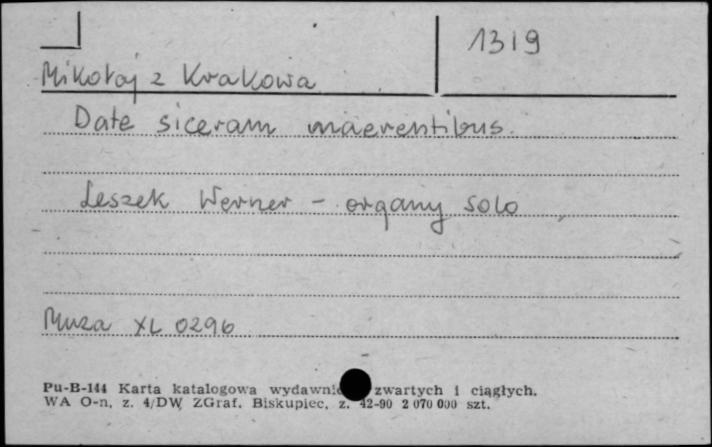 1319
Mikołaj z Krakowa
Date siceram maerentibus.
Leszek Werner - organy solo
Muza XL 0296
Pu-B-144 Karta katalogowa zwartych i ciągłych.
WA O-n, z. 4/DW ZGraf. Biskupiec, z. 42-90 2 070 000 szt.